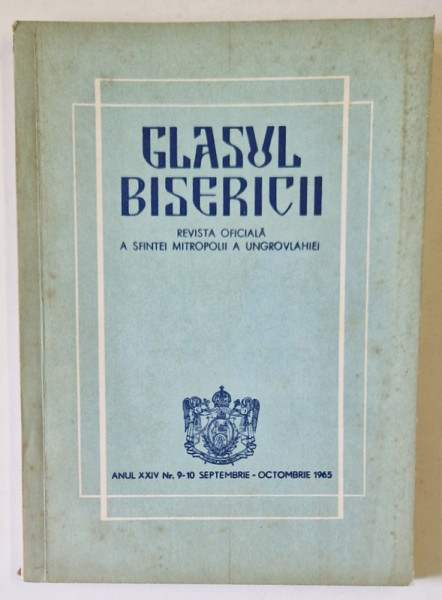 GLASUL
BISERICII
REVISTA OFICIALĂ
A SFINTEI MITROPOLII A UNGROVLAHIEI
ANUL XXIV Nr. 9-10 SEPTEMBRIE - OCTOMBRIE 1965